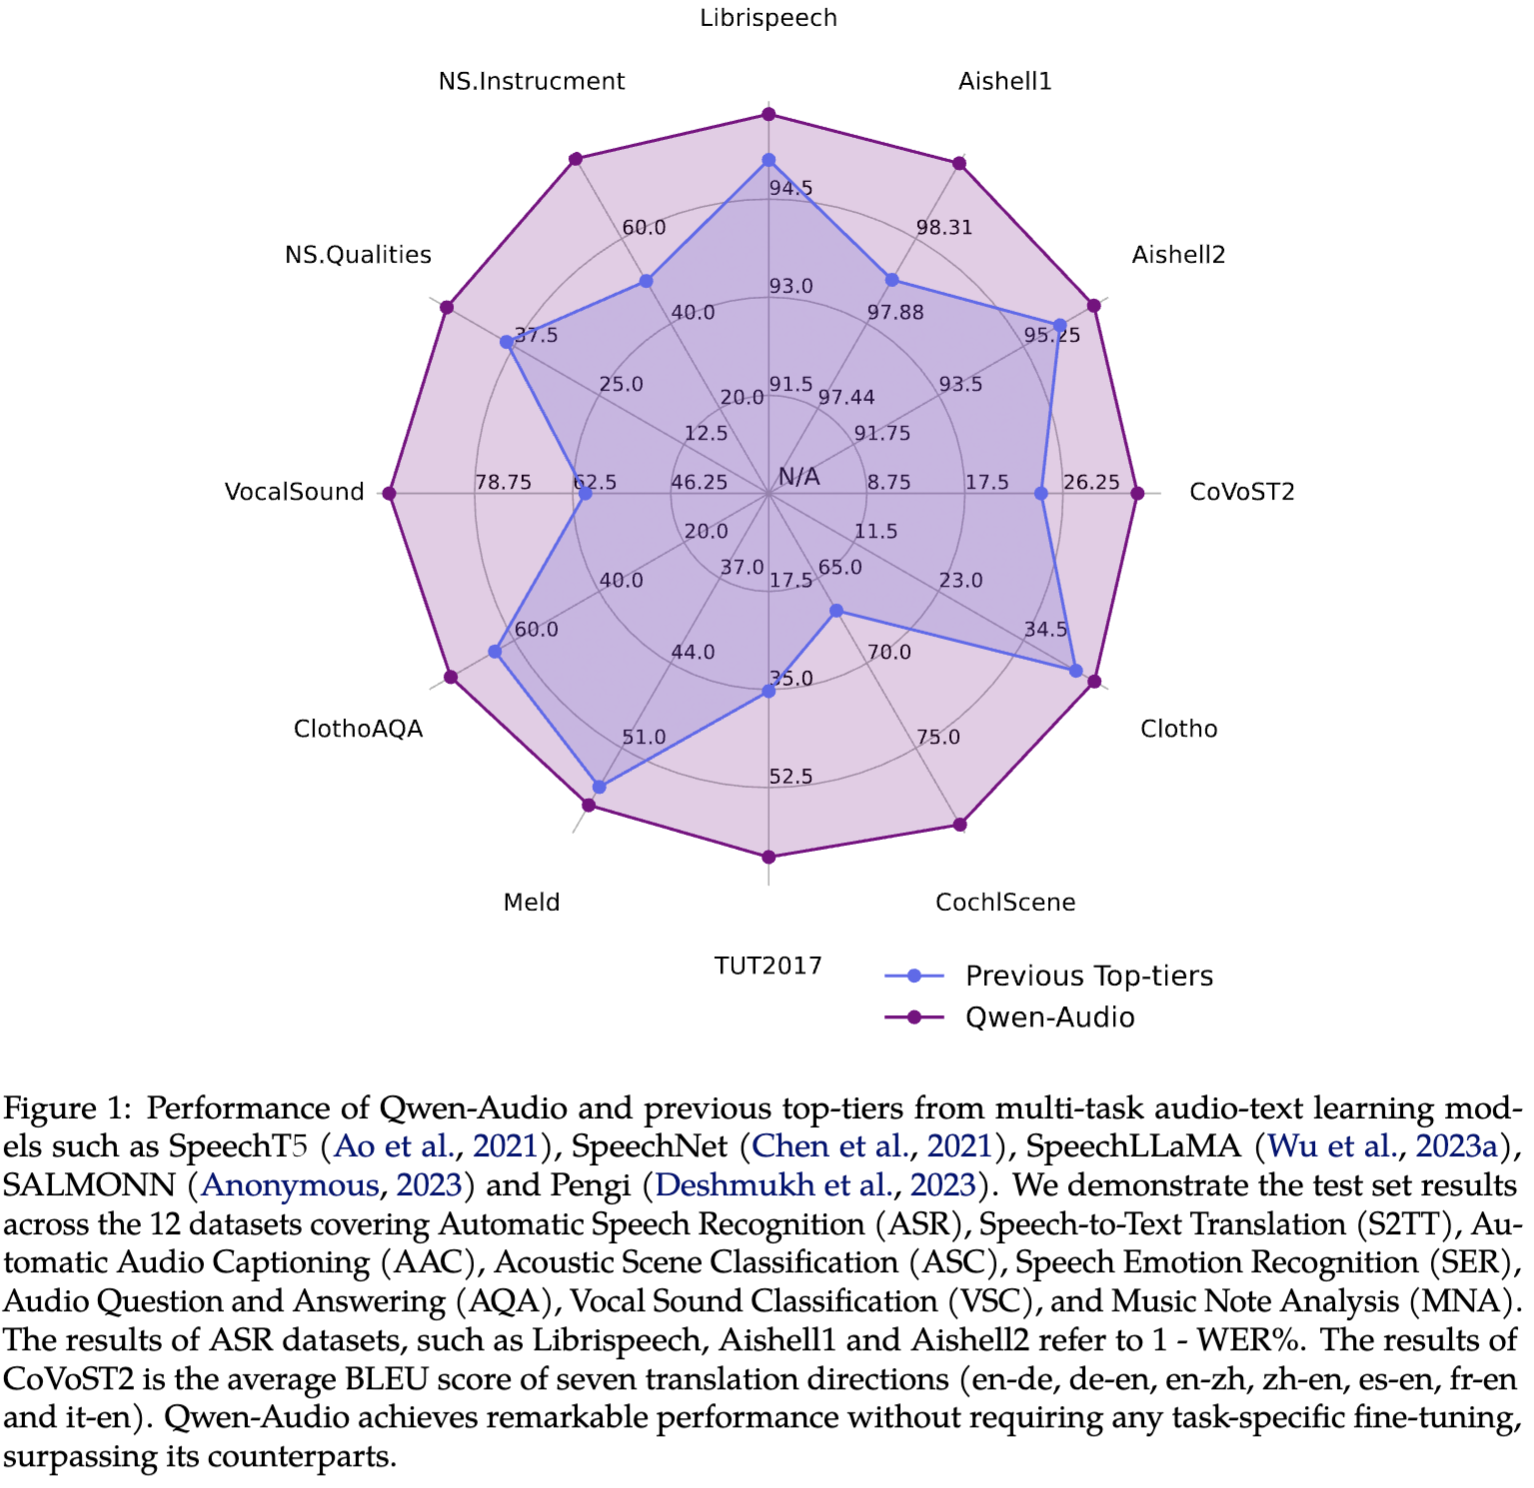 Librispeech
NS.Instrucment
Aishell1
94.5
60.0
98.31
NS.Qualities
Aishell2
93.0
40.0
97.88
37.5
95.25
25.0
91.5
93.5
20.0
97.44
12.5
91.75
N/A
VocalSound
78.75
62.5
46.25
8.75
17.5
26.25
CoVoST2
20.0
11.5
37.0
65.0
40.0
17.5
23.0
60.0
34.5
44.0
70.0
35.0
ClothoAQA
Clotho
51.0
75.0
52.5
Meld
CochlScene
TUT2017
Previous Top-tiers
Qwen-Audio
Figure 1: Performance of Qwen-Audio and previous top-tiers from multi-task audio-text learning mod-
els such as SpeechT5 (Ao et al., 2021), SpeechNet (Chen et al., 2021), SpeechLLaMA (Wu et al., 2023a),
SALMONN (Anonymous, 2023) and Pengi (Deshmukh et al., 2023). We demonstrate the test set results
across the 12 datasets covering Automatic Speech Recognition (ASR), Speech-to-Text Translation (S2TT), Au-
tomatic Audio Captioning (AAC), Acoustic Scene Classification (ASC), Speech Emotion Recognition (SER),
Audio Question and Answering (AQA), Vocal Sound Classification (VSC), and Music Note Analysis (MNA).
The results of ASR datasets, such as Librispeech, Aishell1 and Aishell2 refer to 1 - WER%. The results of
CoVoST2 is the average BLEU score of seven translation directions (en-de, de-en, en-zh, zh-en, es-en, fr-en
and it-en). Qwen-Audio achieves remarkable performance without requiring any task-specific fine-tuning,
surpassing its counterparts.